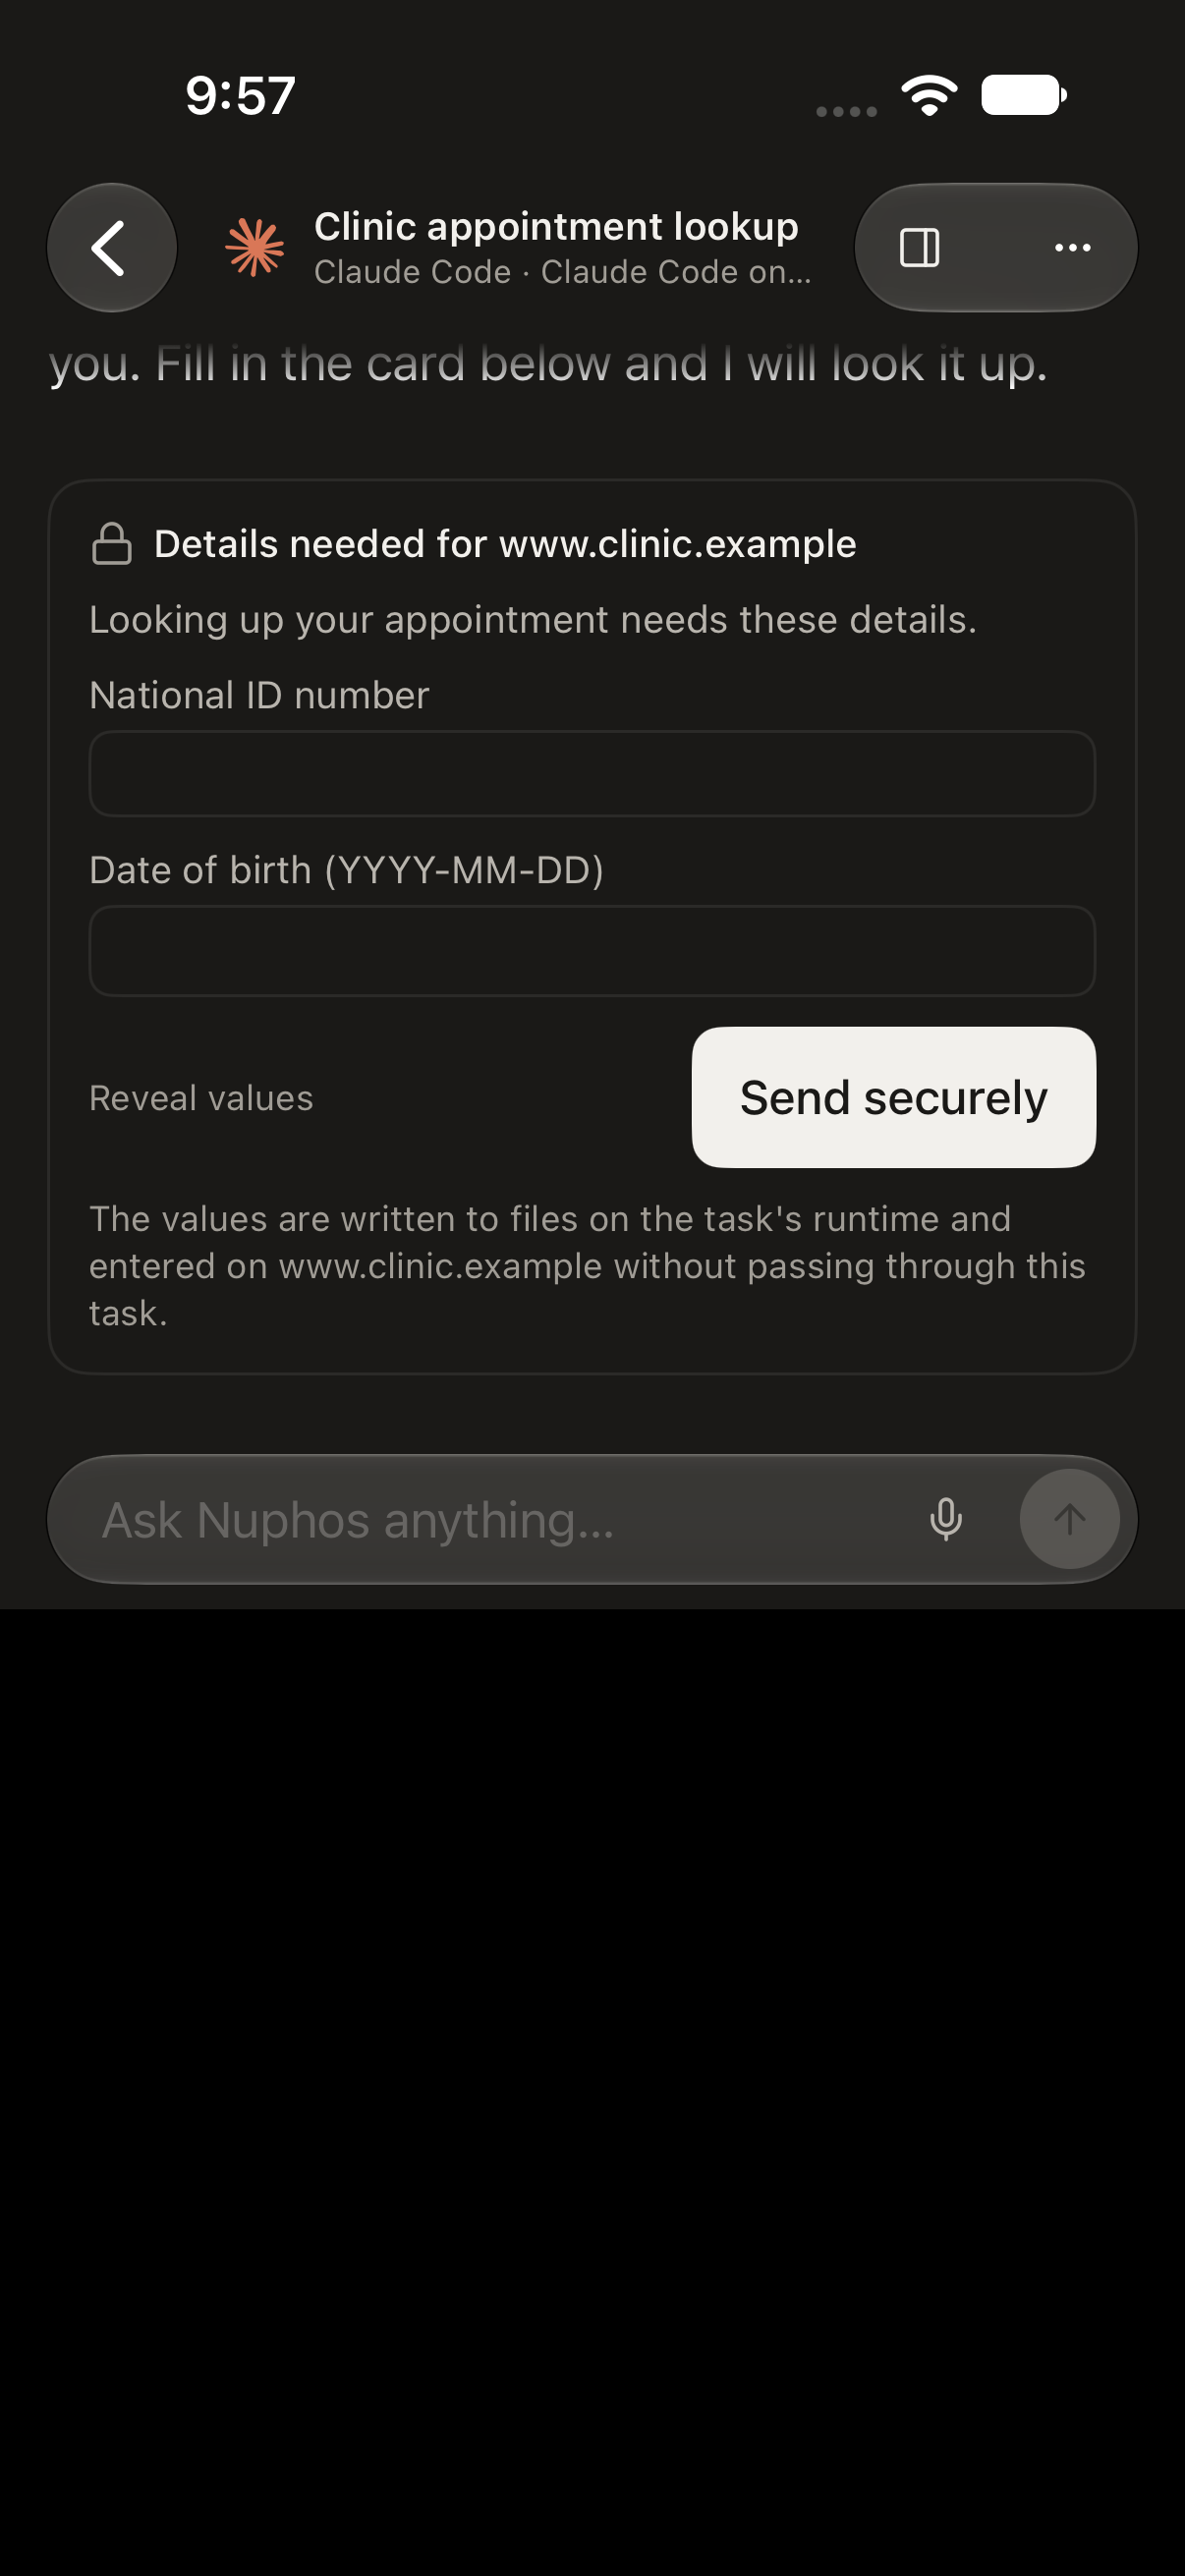 9:57
Clinic appointment lookup
Claude Code · Claude Code on...
you. Fill in the card below and I will look it up.
Details needed for www.clinic.example
Looking up your appointment needs these details.
National ID number
Date of birth (YYYY-MM-DD)
Reveal values
Send securely
The values are written to files on the task's runtime and
entered on www.clinic.example without passing through this
task.
Ask Nuphos anything...